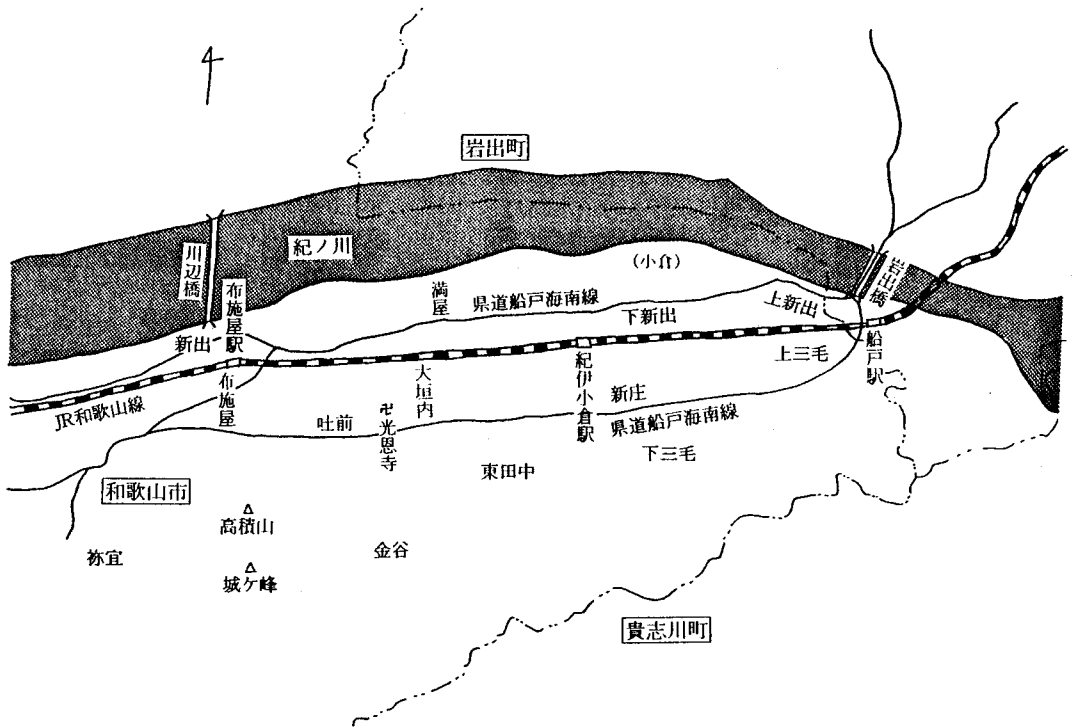 岩出町
紀ノ川
川辺橋
(小倉)
岩出橋
布施屋駅
満屋
県道船戸海南線
下新出
上新出
新出
船戸駅
上三毛
JR和歌山線
布施屋
大垣内
紀伊小倉駅
新庄
県道船戸海南線
吐前
卍光恩寺
下三毛
東田中
和歌山市
高積山
祢宜
金谷
城ケ峰
貴志川町